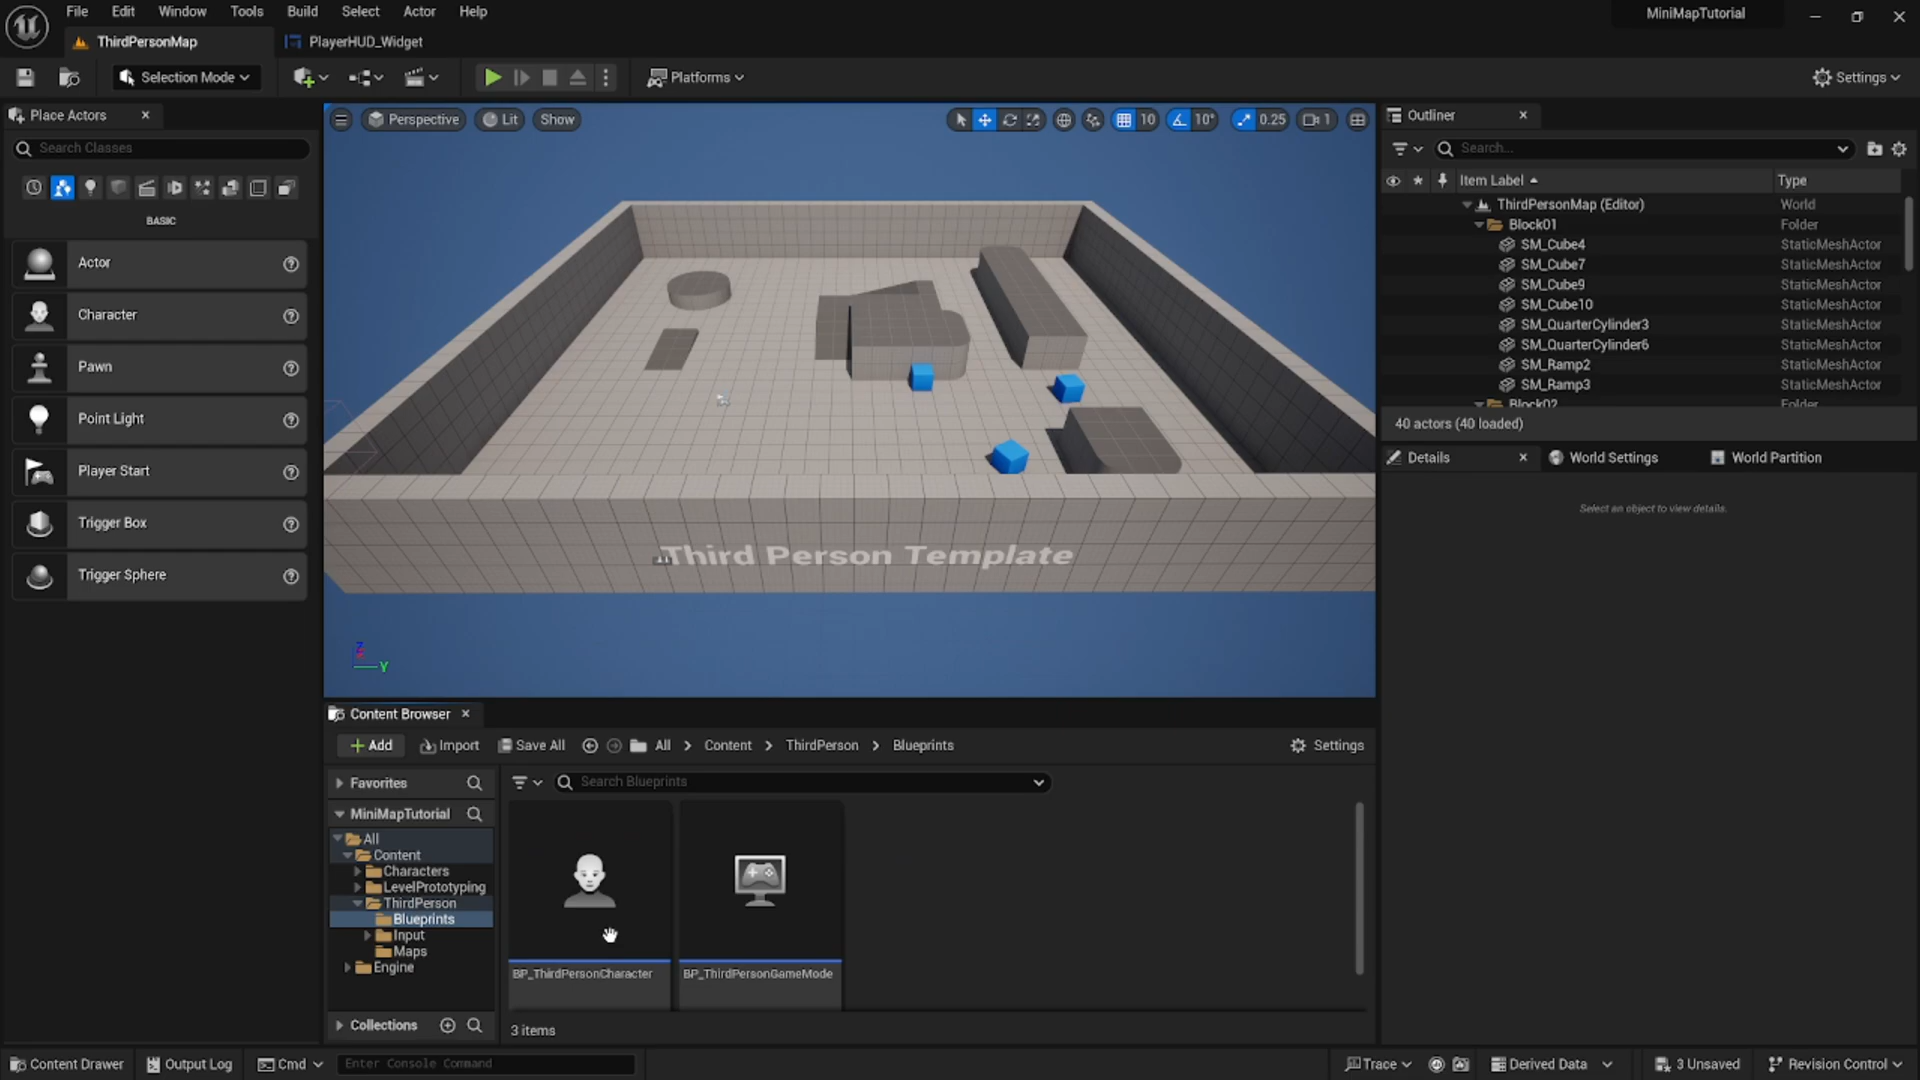 File Edit Window Tools Build Select Actor Help
MiniMapTutorial
ThirdPersonMap
PlayerHUD_Widget
Selection Mode
Platforms
Settings
Place Actors
Search Classes
BASIC
Actor
Character
Pawn
Point Light
Player Start
Trigger Box
Trigger Sphere
Perspective
Lit
Show
10
10°
0.25
1
Third Person Template
Z
Y
Outliner
Search...
Item Label
Type
ThirdPersonMap (Editor) World
Block01 Folder
SM_Cube4 StaticMeshActor
SM_Cube7 StaticMeshActor
SM_Cube9 StaticMeshActor
SM_Cube10 StaticMeshActor
SM_QuarterCylinder3 StaticMeshActor
SM_QuarterCylinder6 StaticMeshActor
SM_Ramp2 StaticMeshActor
SM_Ramp3 StaticMeshActor
Block02 Folder
40 actors (40 loaded)
Details
World Settings
World Partition
Select an object to view details.
Content Browser
Add
Import
Save All
All > Content > ThirdPerson > Blueprints
Settings
Favorites
MiniMapTutorial
All
Content
Characters
LevelPrototyping
ThirdPerson
Blueprints
Input
Maps
Engine
Collections
Search Blueprints
BP_ThirdPersonCharacter
BP_ThirdPersonGameMode
3 items
Content Drawer
Output Log
Cmd
Enter Console Command
Trace
Derived Data
3 Unsaved
Revision Control